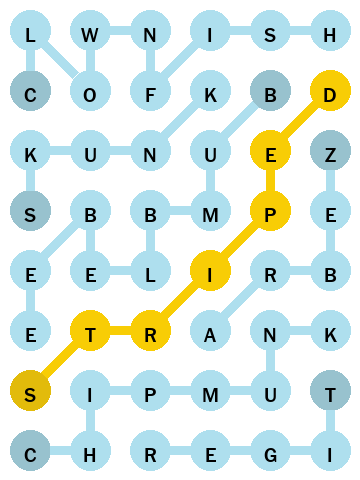 L W N I S H
C O F K B D
K U N U E Z
S B B M P E
E E L I R B
E T R A N K
S I P M U T
C H R E G I